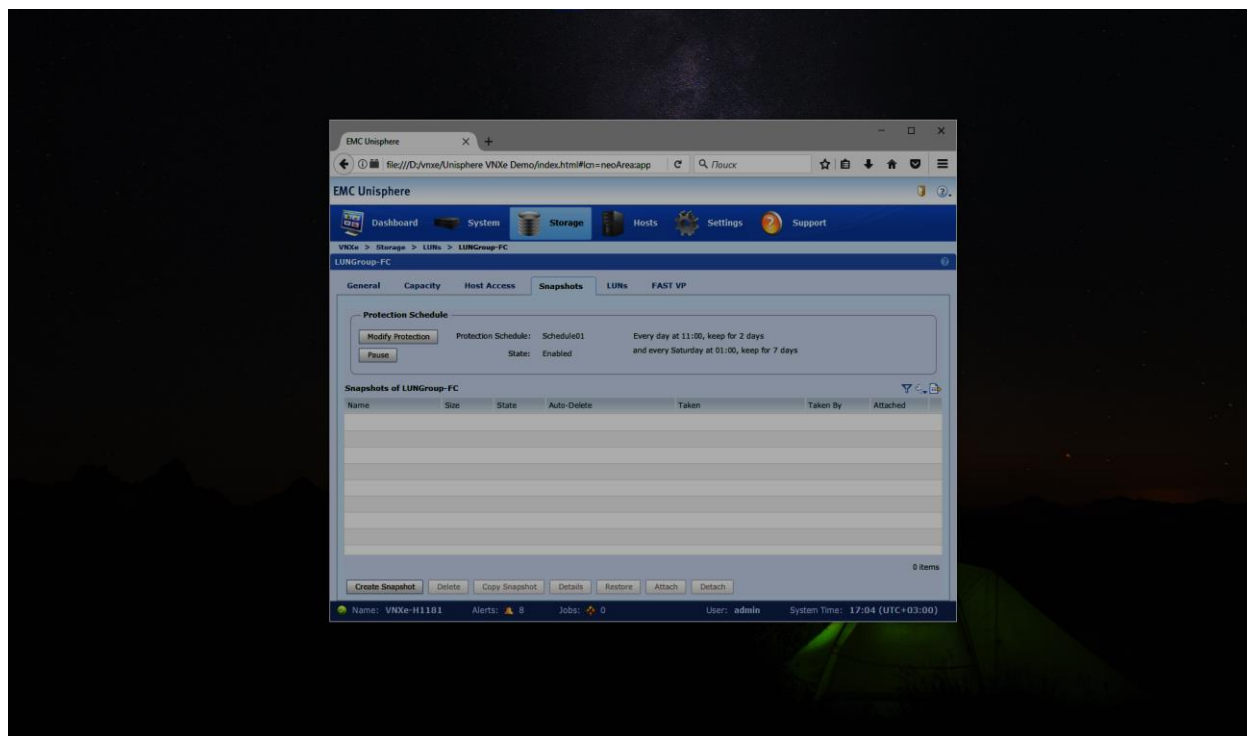 EMC Unisphere
file:///D:/vnxe/Unisphere VNXe Demo/index.html#lcn=neoArea:app Поиск
EMC Unisphere
Dashboard System Storage Hosts Settings Support
VNXe > Storage > LUNs > LUNGroup-FC
LUNGroup-FC
General Capacity Host Access Snapshots LUNs FAST VP
Protection Schedule
Modify Protection Protection Schedule: Schedule01 Every day at 11:00, keep for 2 days
Pause State: Enabled and every Saturday at 01:00, keep for 7 days
Snapshots of LUNGroup-FC
Name Size State Auto-Delete Taken Taken By Attached
0 items
Create Snapshot Delete Copy Snapshot Details Restore Attach Detach
Name: VNXe-H1181 Alerts: 8 Jobs: 0 User: admin System Time: 17:04 (UTC+03:00)